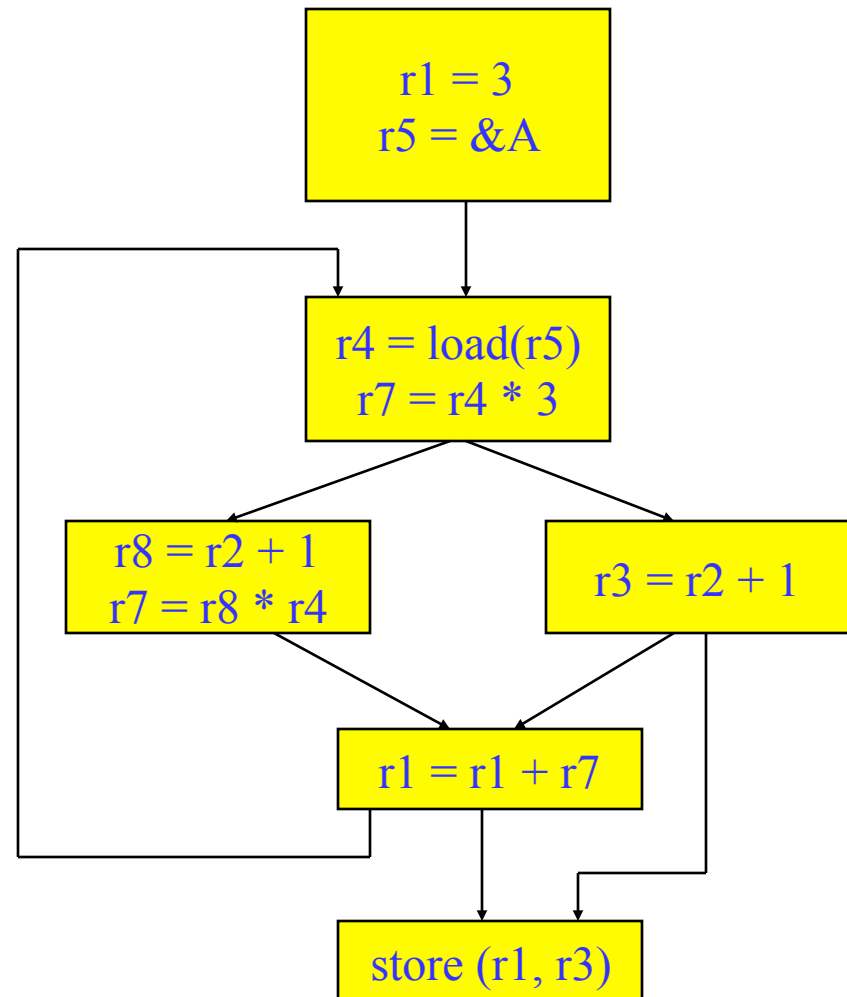 r1 = 3
r5 = &A
r4 = load(r5)
r7 = r4 * 3
r8 = r2 + 1
r7 = r8 * r4
r3 = r2 + 1
r1 = r1 + r7
store (r1, r3)